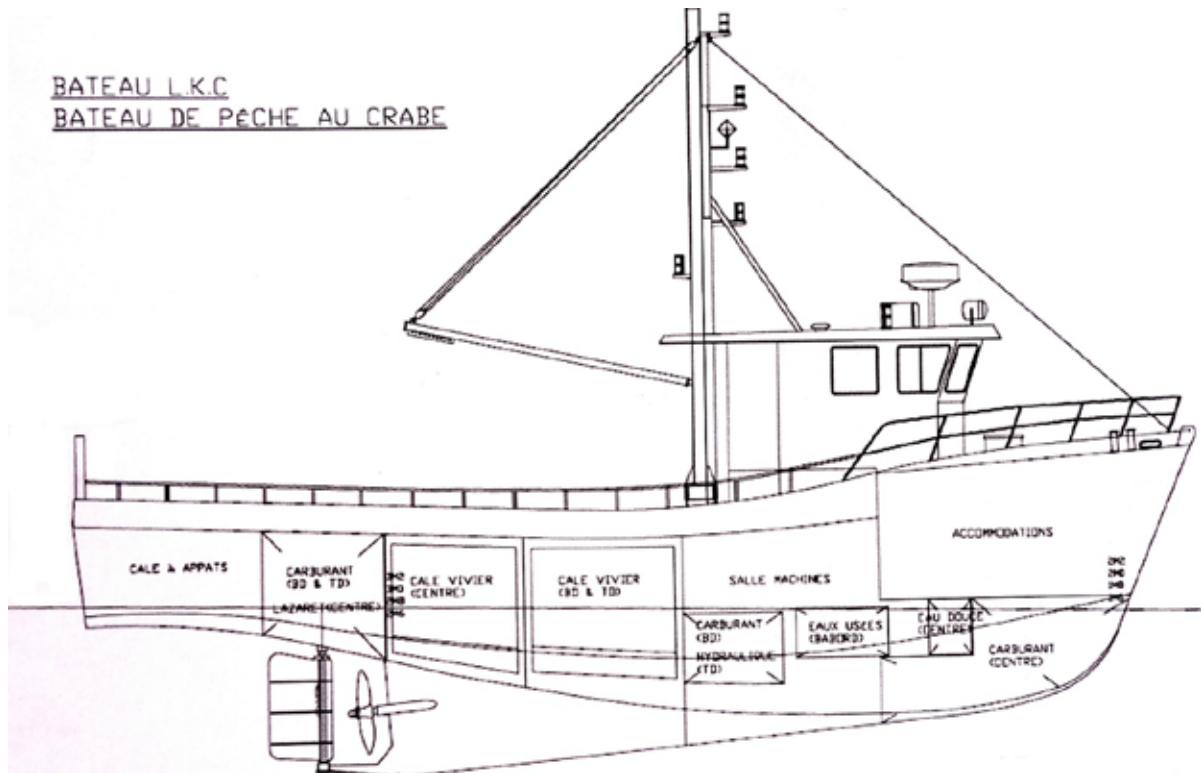 BATEAU L.K.C
BATEAU DE PÊCHE AU CRABE
ACCOMMODATIONS
CALE A APPATS
CARBURANT
(BD & TD)
LAZARET(CENTRE)
CALE VIVIER
(CENTRE)
CALE VIVIER
(BD & TD)
SALLE MACHINES
CARBURANT
(BD)
HYDRAULIQUE
(TD)
EAUX USEES
(BABORD)
EAU DOUCE
(CENTRE)
CARBURANT
(CENTRE)